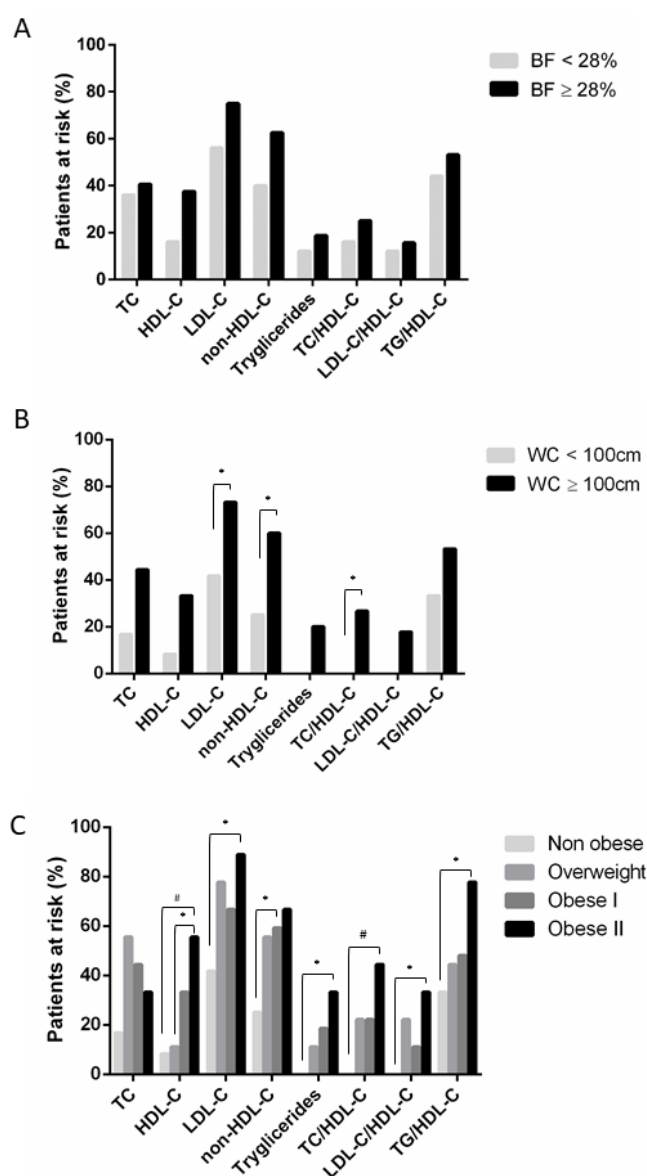 A
BF < 28%
BF ≥ 28%
Patients at risk (%)
100
80
60
40
20
0
TC
HDL-C
LDL-C
non-HDL-C
Tryglicerides
TC/HDL-C
LDL-C/HDL-C
TG/HDL-C
B
WC < 100cm
WC ≥ 100cm
Patients at risk (%)
100
80
60
40
20
0
*
*
*
TC
HDL-C
LDL-C
non-HDL-C
Tryglicerides
TC/HDL-C
LDL-C/HDL-C
TG/HDL-C
C
Non obese
Overweight
Obese I
Obese II
Patients at risk (%)
100
80
60
40
20
0
#
*
*
*
*
#
*
*
TC
HDL-C
LDL-C
non-HDL-C
Tryglicerides
TC/HDL-C
LDL-C/HDL-C
TG/HDL-C